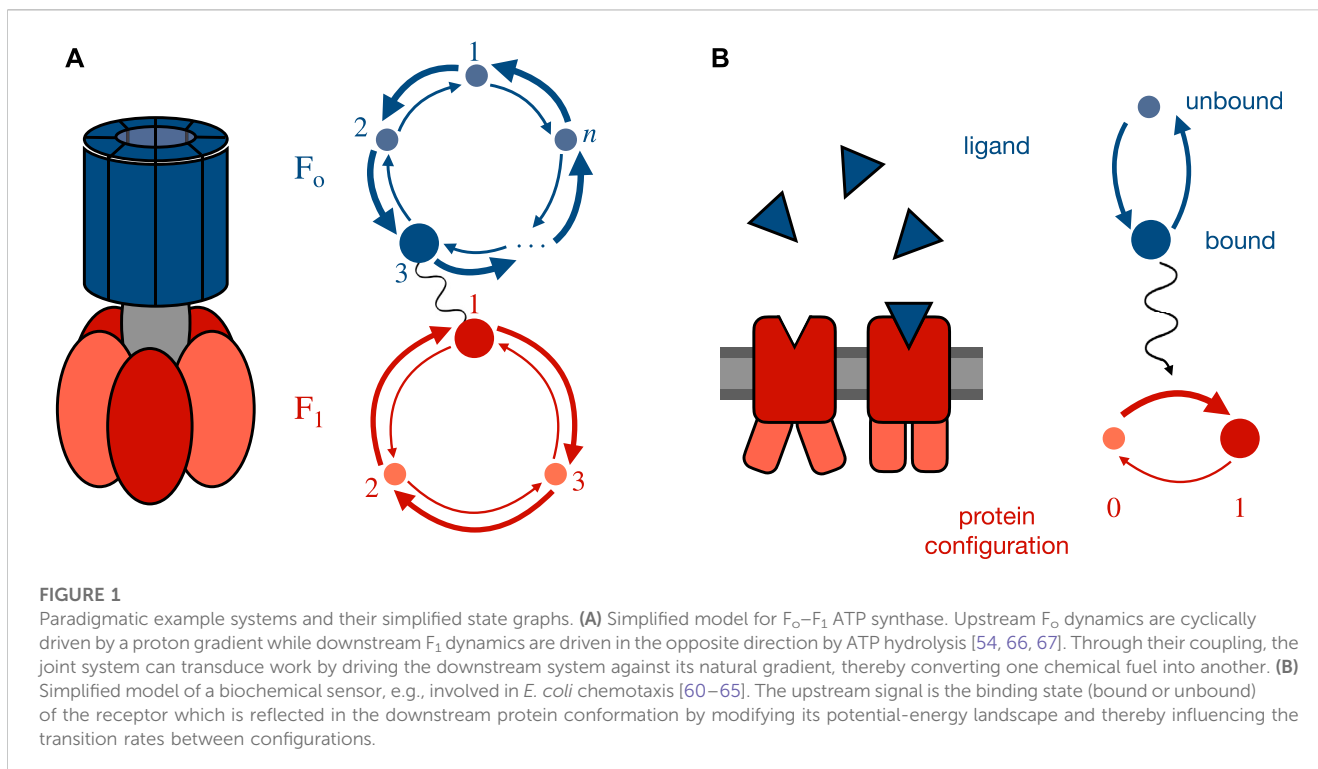 A
B
1
2
n
Fo
3
...
1
F1
2
3
ligand
unbound
bound
0
1
protein
configuration
FIGURE 1
Paradigmatic example systems and their simplified state graphs. (A) Simplified model for Fo–F1 ATP synthase. Upstream Fo dynamics are cyclically
driven by a proton gradient while downstream F1 dynamics are driven in the opposite direction by ATP hydrolysis [54, 66, 67]. Through their coupling, the
joint system can transduce work by driving the downstream system against its natural gradient, thereby converting one chemical fuel into another. (B)
Simplified model of a biochemical sensor, e.g., involved in E. coli chemotaxis [60–65]. The upstream signal is the binding state (bound or unbound)
of the receptor which is reflected in the downstream protein conformation by modifying its potential-energy landscape and thereby influencing the
transition rates between configurations.